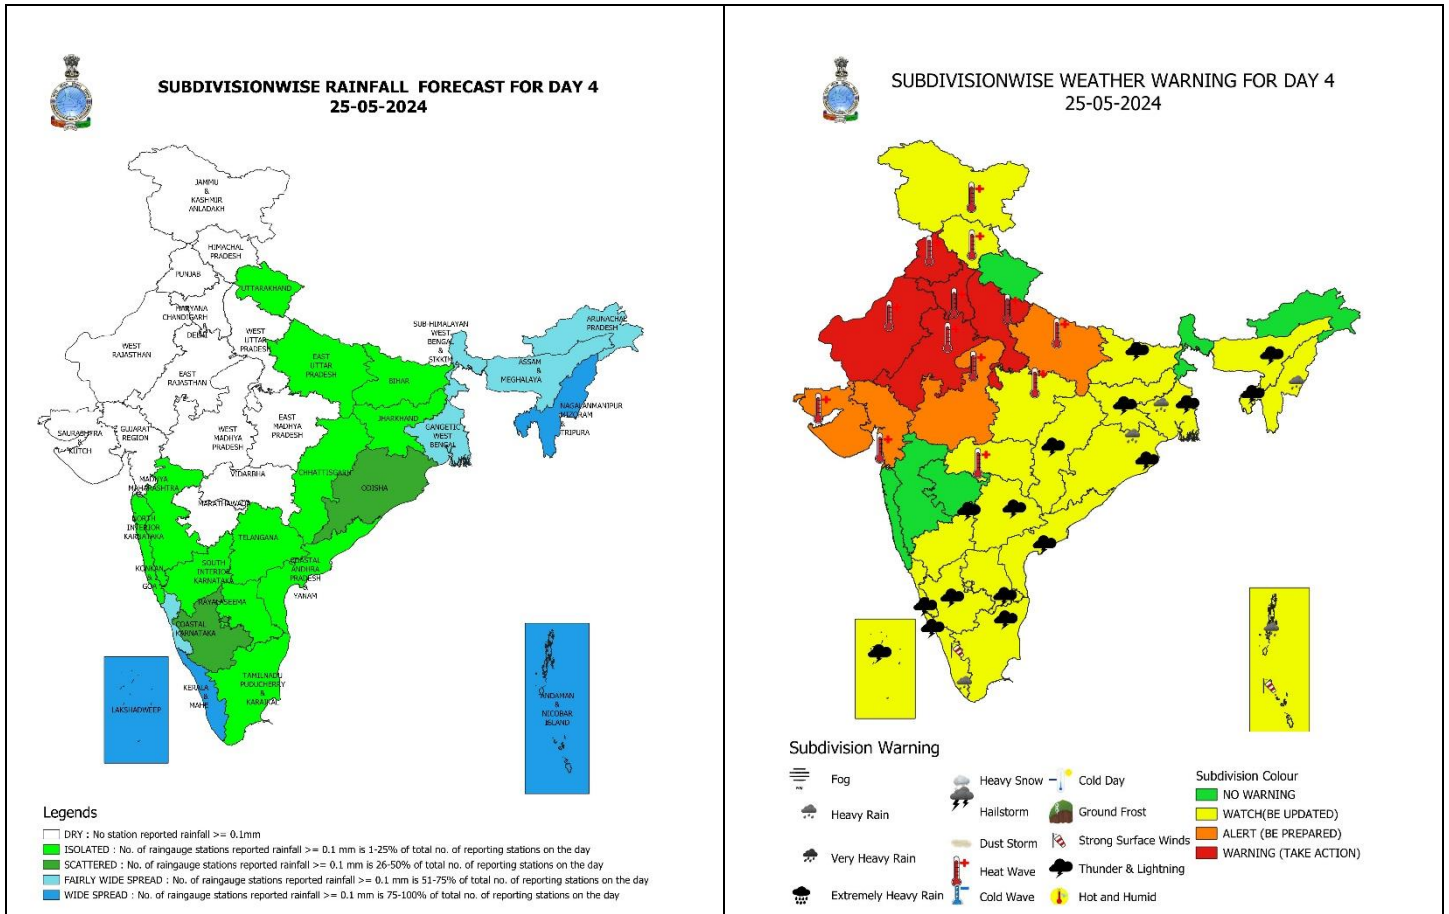 SUBDIVISIONWISE RAINFALL FORECAST FOR DAY 4
25-05-2024
JAMMU
&
KASHMIR
ANLADAKH
HIMACHAL
PRADESH
PUNJAB
UTTARAKHAND
HARYANA
CHANDIGARH
DELHI
WEST
UTTAR
PRADESH
WEST
RAJASTHAN
EAST
RAJASTHAN
EAST
UTTAR
PRADESH
BIHAR
SUB-HIMALAYAN
WEST
BENGAL
&
SIKKIM
ARUNACHAL
PRADESH
ASSAM
&
MEGHALAYA
NAGALANMANIPUR
MIZORAM
&
TRIPURA
JHARKHAND
GANGETIC
WEST
BENGAL
SAURASHTRA
&
KUTCH
GUJARAT
REGION
WEST
MADHYA
PRADESH
EAST
MADHYA
PRADESH
CHHATTISGARH
ODISHA
VIDARBHA
MADHYA
MAHARASHTRA
MARATHAWADA
NORTH
INTERIOR
KARNATAKA
TELANGANA
KONKAN
&
GOA
SOUTH
INTERIOR
KARNATAKA
COASTAL
ANDHRA
PRADESH
&
YANAM
RAYALASEEMA
COASTAL
KARNATAKA
KERALA
&
MAHE
TAMILNADU
PUDUCHERRY
&
KARAIKAL
LAKSHADWEEP
ANDAMAN
&
NICOBAR
ISLAND
Legends
DRY : No station reported rainfall >= 0.1mm
ISOLATED : No. of raingauge stations reported rainfall >= 0.1 mm is 1-25% of total no. of reporting stations on the day
SCATTERED : No. of raingauge stations reported rainfall >= 0.1 mm is 26-50% of total no. of reporting stations on the day
FAIRLY WIDE SPREAD : No. of raingauge stations reported rainfall >= 0.1 mm is 51-75% of total no. of reporting stations on the day
WIDE SPREAD : No. of raingauge stations reported rainfall >= 0.1 mm is 75-100% of total no. of reporting stations on the day
SUBDIVISIONWISE WEATHER WARNING FOR DAY 4
25-05-2024
Subdivision Warning
Fog
Heavy Rain
Very Heavy Rain
Extremely Heavy Rain
Heavy Snow
Hailstorm
Dust Storm
Heat Wave
Cold Wave
Cold Day
Ground Frost
Strong Surface Winds
Thunder & Lightning
Hot and Humid
Subdivision Colour
NO WARNING
WATCH(BE UPDATED)
ALERT (BE PREPARED)
WARNING (TAKE ACTION)